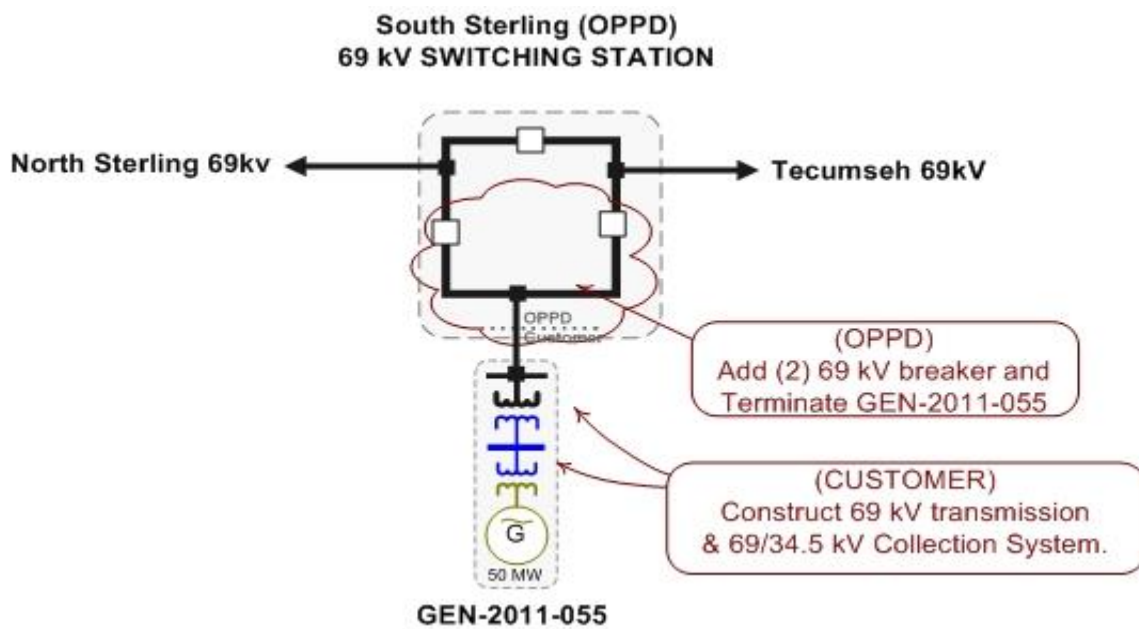 South Sterling (OPPD)
69 kV SWITCHING STATION
North Sterling 69kv
Tecumseh 69kV
OPPD
Customer
(OPPD)
Add (2) 69 kV breaker and
Terminate GEN-2011-055
(CUSTOMER)
Construct 69 kV transmission
& 69/34.5 kV Collection System.
G
50 MW
GEN-2011-055